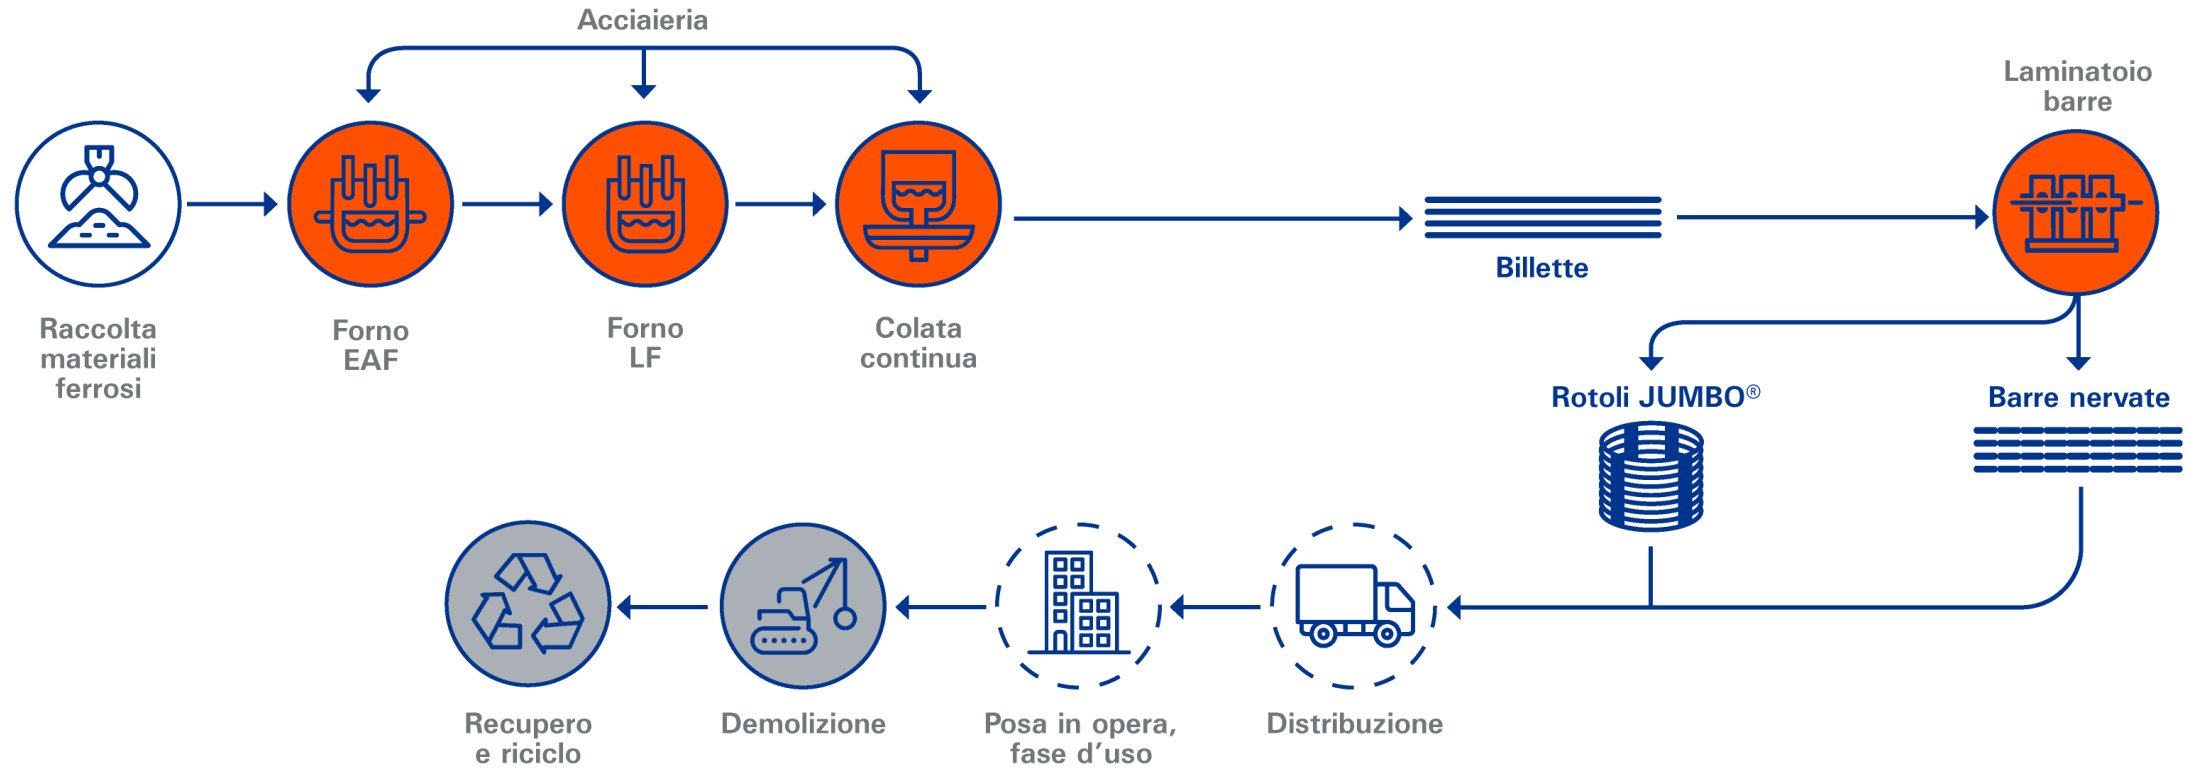 Acciaieria
Laminatoio
barre
Raccolta
materiali
ferrosi
Forno
EAF
Forno
LF
Colata
continua
Billette
Rotoli JUMBO®
Barre nervate
Recupero
e riciclo
Demolizione
Posa in opera,
fase d’uso
Distribuzione